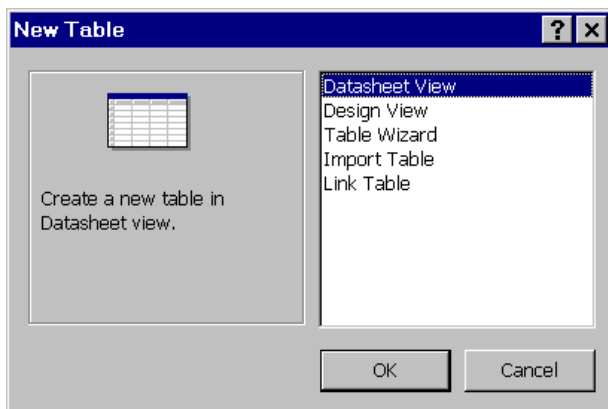 New Table
Create a new table in
Datasheet view.
Datasheet View
Design View
Table Wizard
Import Table
Link Table
OK
Cancel